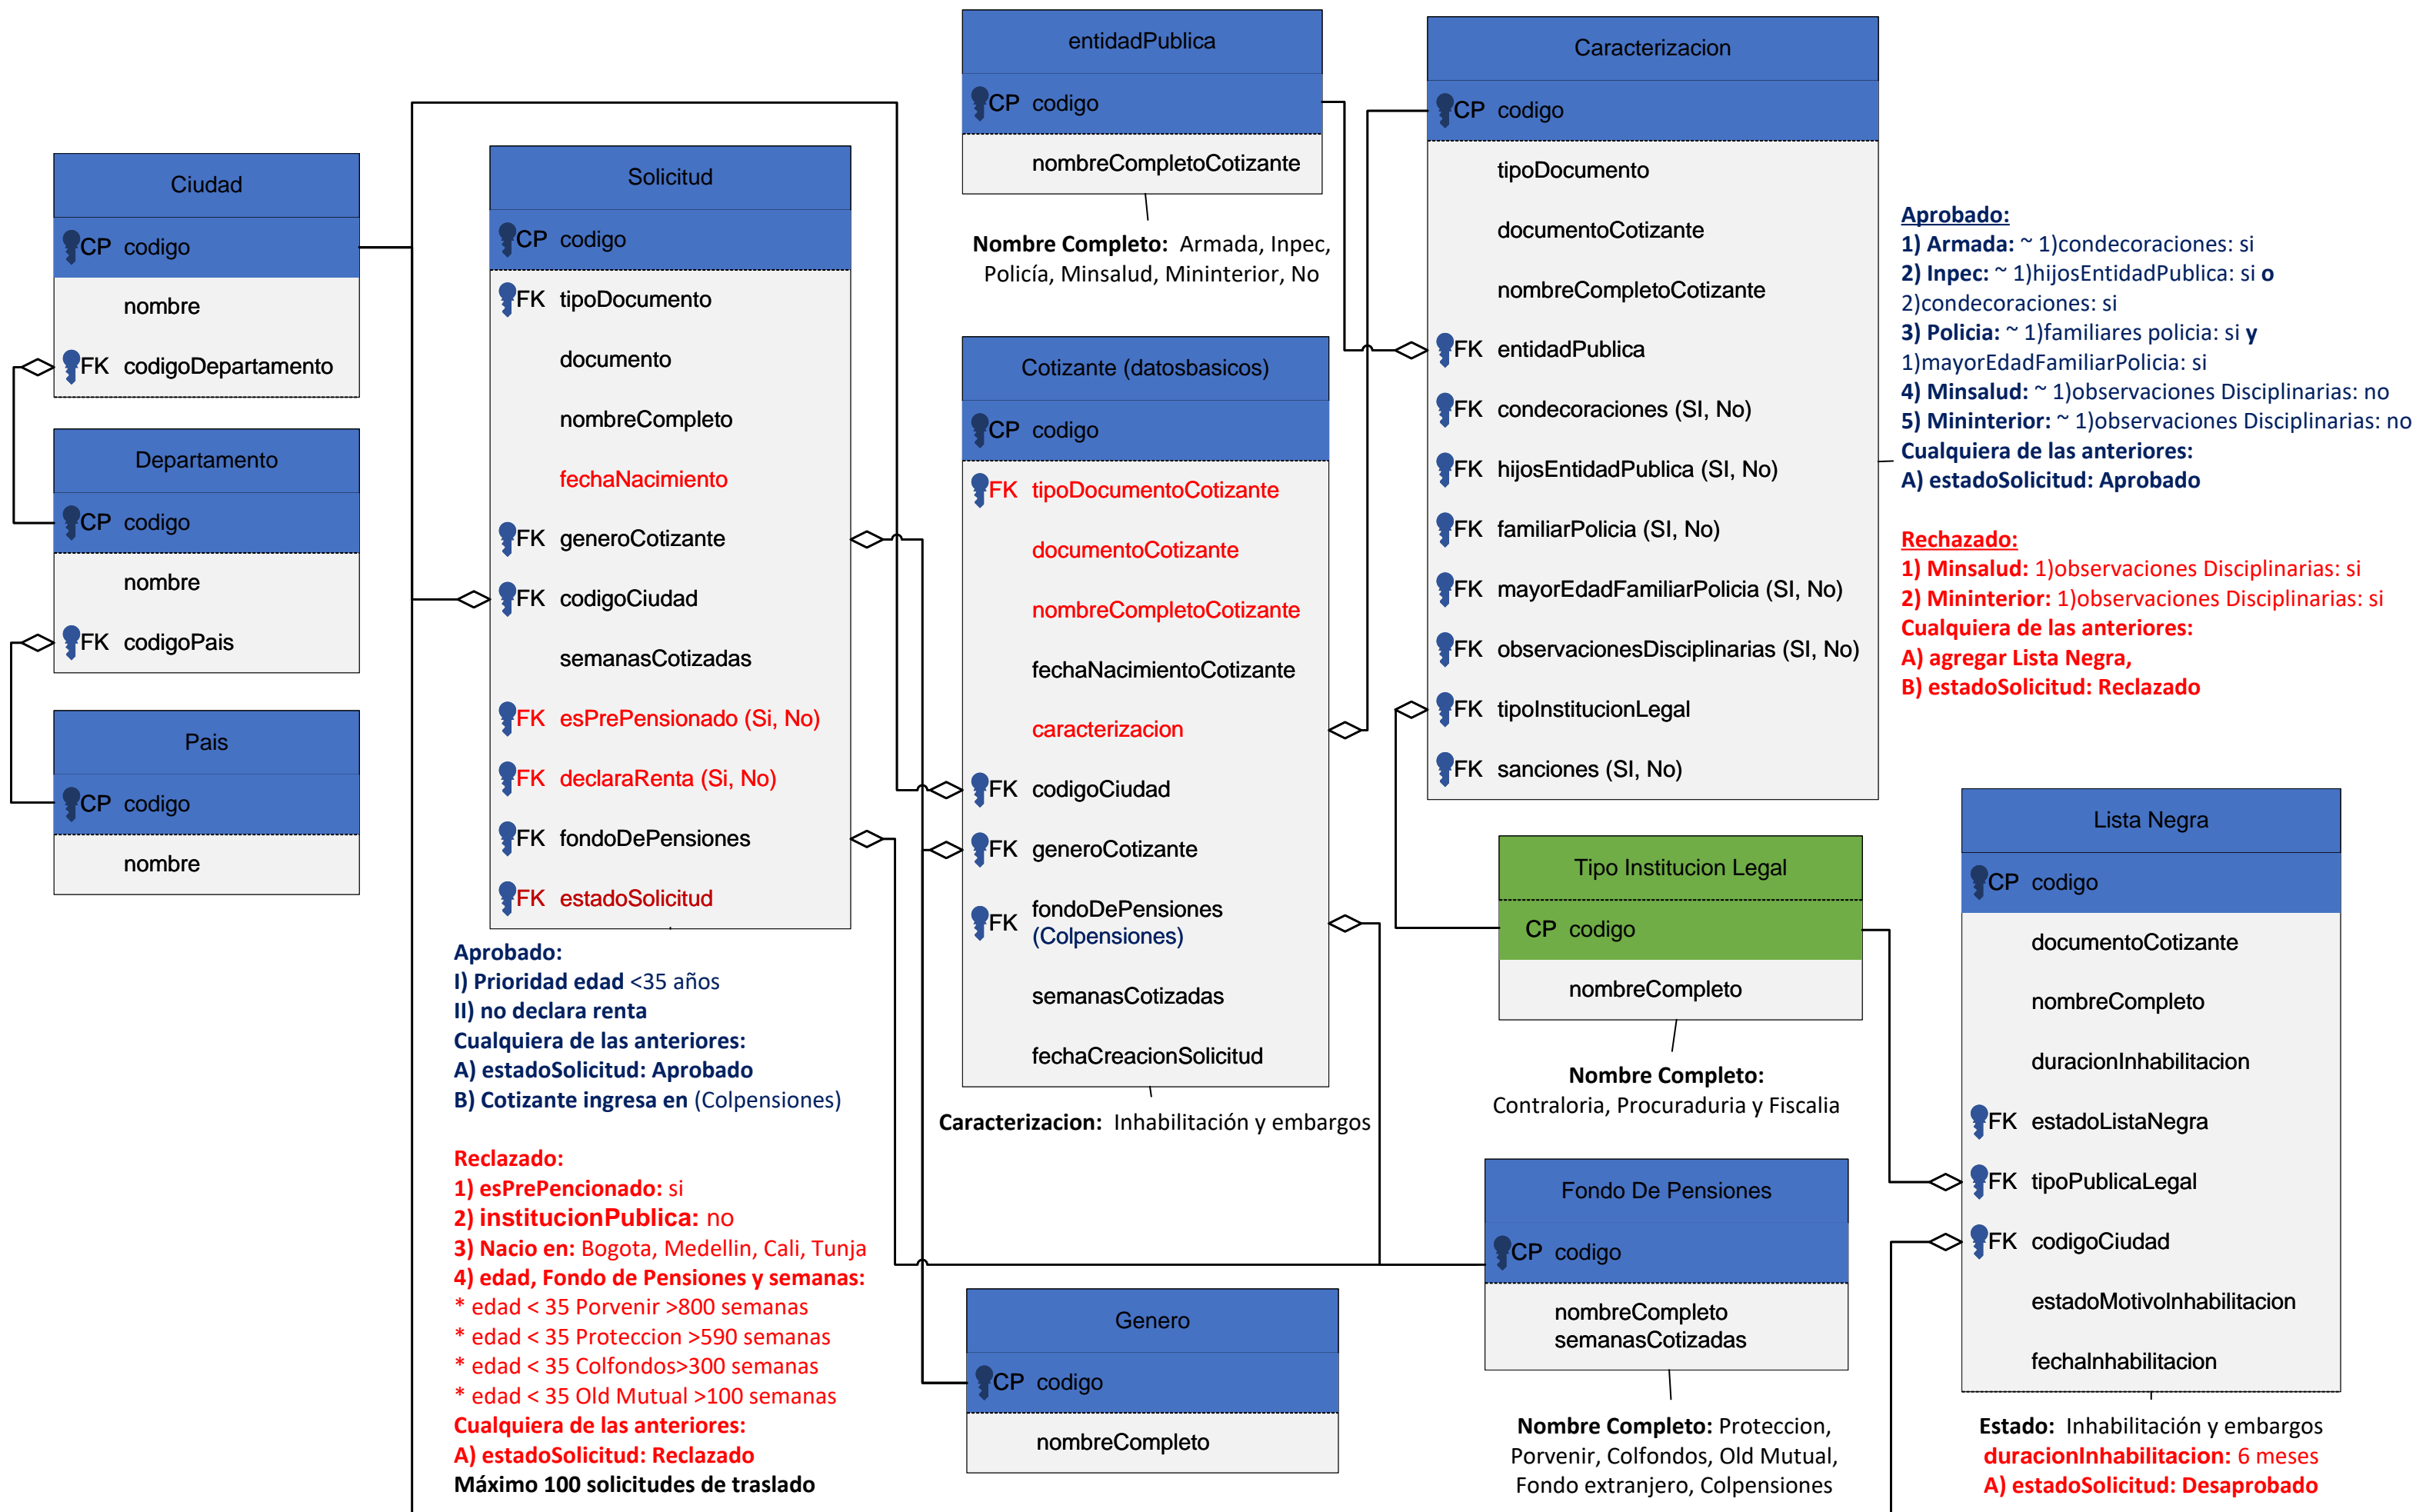 Ciudad
CP codigo
nombre
FK codigoDepartamento
Departamento
CP codigo
nombre
FK codigoPais
Pais
CP codigo
nombre
Solicitud
CP codigo
FK tipoDocumento
documento
nombreCompleto
fechaNacimiento
FK generoCotizante
FK codigoCiudad
semanasCotizadas
FK esPrePensionado (Si, No)
FK declaraRenta (Si, No)
FK fondoDePensiones
FK estadoSolicitud
Aprobado:
I) Prioridad edad <35 años
II) no declara renta
Cualquiera de las anteriores:
A) estadoSolicitud: Aprobado
B) Cotizante ingresa en (Colpensiones)
Reclazado:
1) esPrePencionado: si
2) institucionPublica: no
3) Nacio en: Bogota, Medellin, Cali, Tunja
4) edad, Fondo de Pensiones y semanas:
* edad < 35 Porvenir >800 semanas
* edad < 35 Proteccion >590 semanas
* edad < 35 Colfondos>300 semanas
* edad < 35 Old Mutual >100 semanas
Cualquiera de las anteriores:
A) estadoSolicitud: Reclazado
Máximo 100 solicitudes de traslado
entidadPublica
CP codigo
nombreCompletoCotizante
Nombre Completo: Armada, Inpec,
Policía, Minsalud, Mininterior, No
Cotizante (datosbasicos)
CP codigo
FK tipoDocumentoCotizante
documentoCotizante
nombreCompletoCotizante
fechaNacimientoCotizante
caracterizacion
FK codigoCiudad
FK generoCotizante
FK fondoDePensiones
(Colpensiones)
semanasCotizadas
fechaCreacionSolicitud
Caracterizacion: Inhabilitación y embargos
Genero
CP codigo
nombreCompleto
Caracterizacion
CP codigo
tipoDocumento
documentoCotizante
nombreCompletoCotizante
FK entidadPublica
FK condecoraciones (SI, No)
FK hijosEntidadPublica (SI, No)
FK familiarPolicia (SI, No)
FK mayorEdadFamiliarPolicia (SI, No)
FK observacionesDisciplinarias (SI, No)
FK tipoInstitucionLegal
FK sanciones (SI, No)
Tipo Institucion Legal
CP codigo
nombreCompleto
Nombre Completo:
Contraloria, Procuraduria y Fiscalia
Fondo De Pensiones
CP codigo
nombreCompleto
semanasCotizadas
Nombre Completo: Proteccion,
Porvenir, Colfondos, Old Mutual,
Fondo extranjero, Colpensiones
Aprobado:
1) Armada: ~ 1)condecoraciones: si
2) Inpec: ~ 1)hijosEntidadPublica: si o
2)condecoraciones: si
3) Policia: ~ 1)familiares policia: si y
1)mayorEdadFamiliarPolicia: si
4) Minsalud: ~ 1)observaciones Disciplinarias: no
5) Mininterior: ~ 1)observaciones Disciplinarias: no
Cualquiera de las anteriores:
A) estadoSolicitud: Aprobado
Rechazado:
1) Minsalud: 1)observaciones Disciplinarias: si
2) Mininterior: 1)observaciones Disciplinarias: si
Cualquiera de las anteriores:
A) agregar Lista Negra,
B) estadoSolicitud: Reclazado
Lista Negra
CP codigo
documentoCotizante
nombreCompleto
duracionInhabilitacion
FK estadoListaNegra
FK tipoPublicaLegal
FK codigoCiudad
estadoMotivoInhabilitacion
fechaInhabilitacion
Estado: Inhabilitación y embargos
duracionInhabilitacion: 6 meses
A) estadoSolicitud: Desaprobado